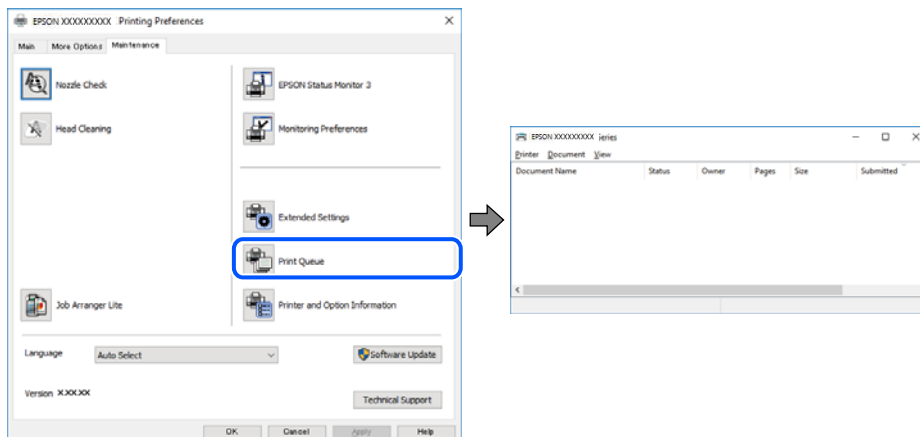 EPSON XXXXXXXXX Printing Preferences
Main More Options Maintenance
Nozzle Check
EPSON Status Monitor 3
Head Cleaning
Monitoring Preferences
Extended Settings
Print Queue
Job Arranger Lite
Printer and Option Information
Language Auto Select Software Update
Version X.XX.XX
Technical Support
OK Cancel Apply Help
EPSON XXXXXXXXX ieries
Printer Document View
Document Name Status Owner Pages Size Submitted